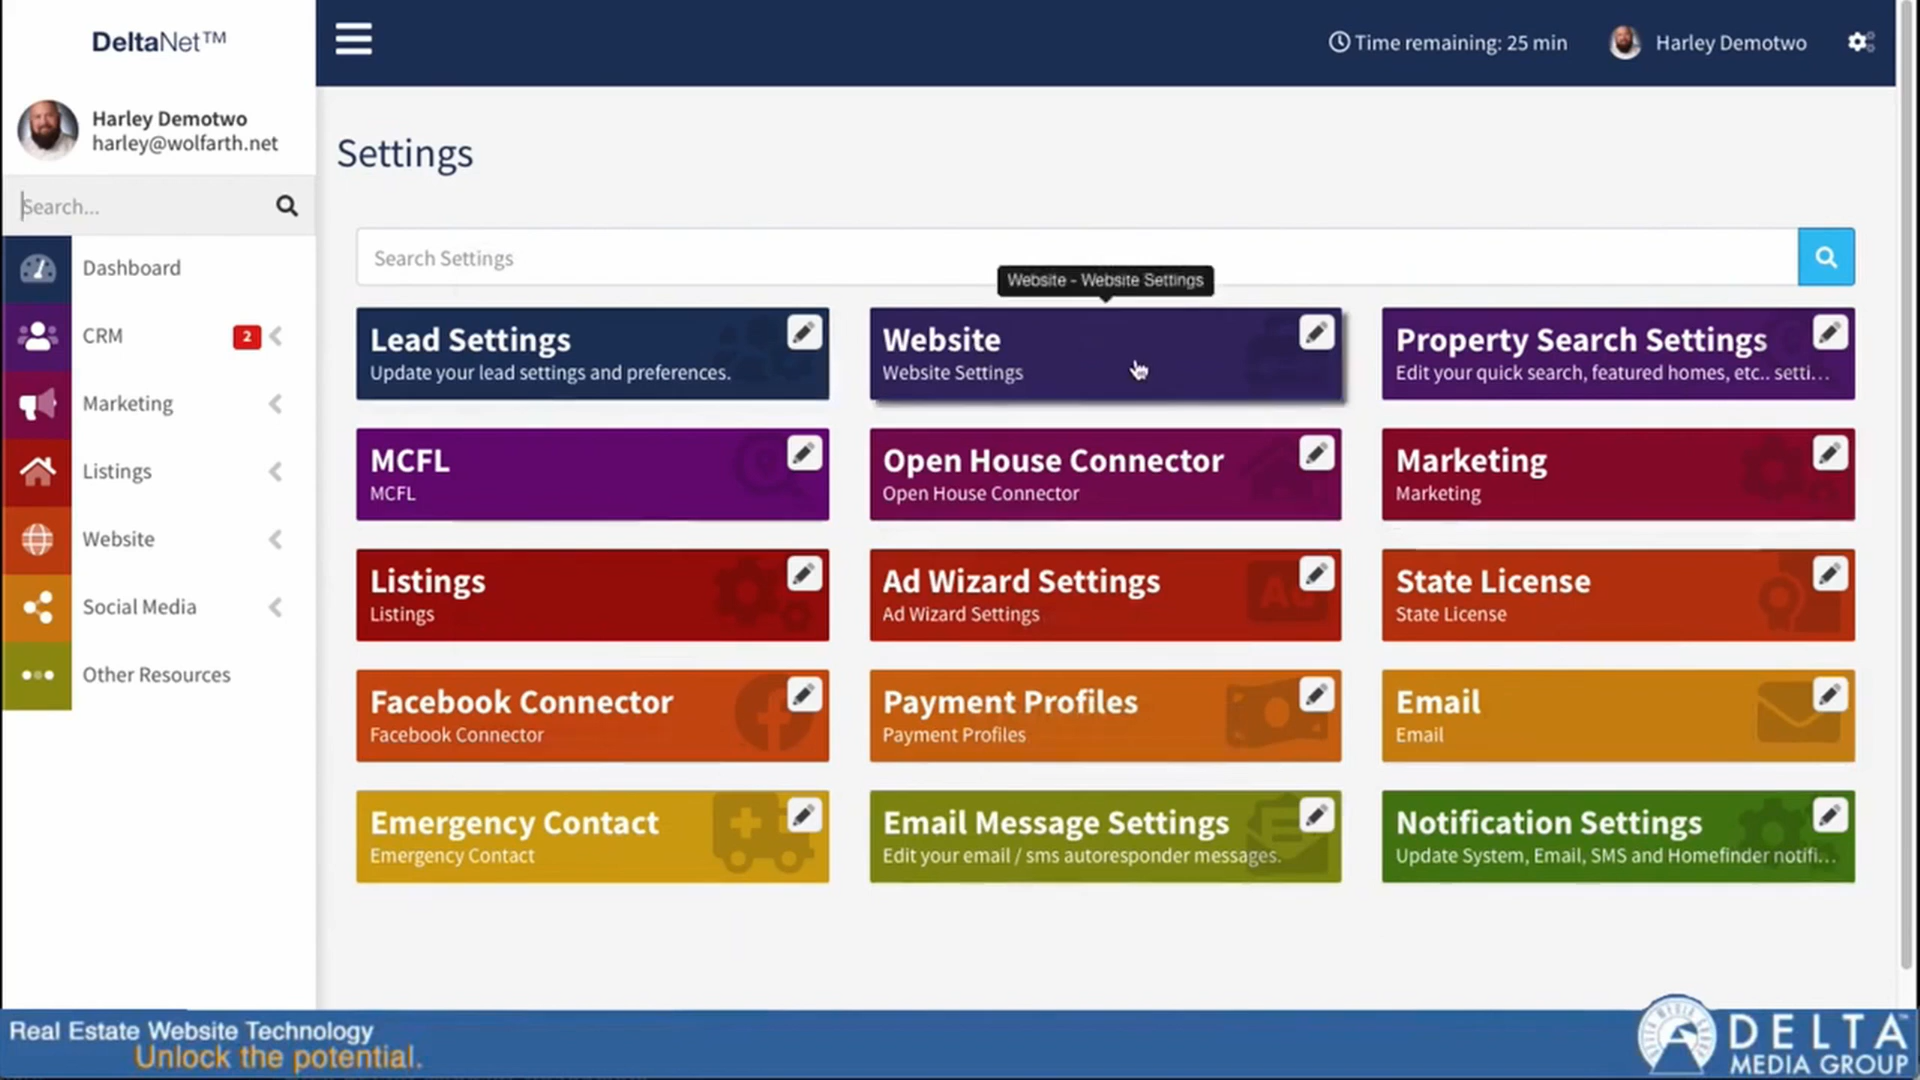 DeltaNet™
Time remaining: 25 min
Harley Demotwo
Harley Demotwo
harley@wolfarth.net
Search...
Dashboard
CRM
2
Marketing
Listings
Website
Social Media
Other Resources
Settings
Search Settings
Website - Website Settings
Lead Settings
Update your lead settings and preferences.
Website
Website Settings
Property Search Settings
Edit your quick search, featured homes, etc.. setti...
MCFL
MCFL
Open House Connector
Open House Connector
Marketing
Marketing
Listings
Listings
Ad Wizard Settings
Ad Wizard Settings
Ad
State License
State License
Facebook Connector
Facebook Connector
Payment Profiles
Payment Profiles
Email
Email
Emergency Contact
Emergency Contact
Email Message Settings
Edit your email / sms autoresponder messages.
Notification Settings
Update System, Email, SMS and Homefinder notifi...
Real Estate Website Technology
Unlock the potential.
DELTA™
MEDIA GROUP